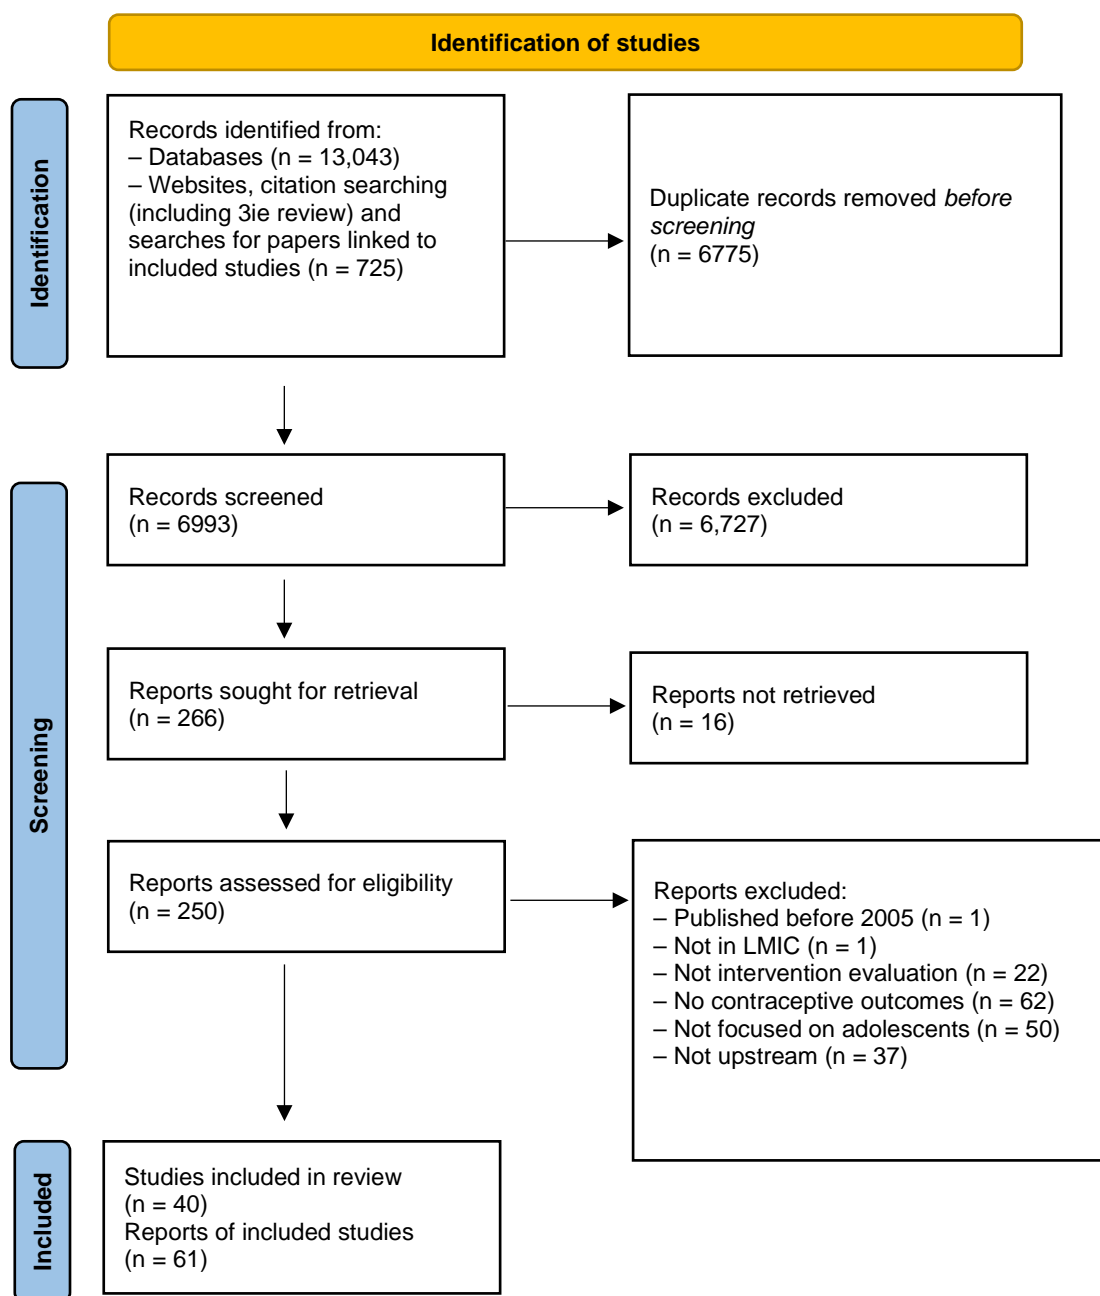 Identification of studies
Identification
Records identified from:
– Databases (n = 13,043)
– Websites, citation searching
(including 3ie review) and
searches for papers linked to
included studies (n = 725)
Duplicate records removed before
screening
(n = 6775)
Screening
Records screened
(n = 6993)
Records excluded
(n = 6,727)
Reports sought for retrieval
(n = 266)
Reports not retrieved
(n = 16)
Reports assessed for eligibility
(n = 250)
Reports excluded:
– Published before 2005 (n = 1)
– Not in LMIC (n = 1)
– Not intervention evaluation (n = 22)
– No contraceptive outcomes (n = 62)
– Not focused on adolescents (n = 50)
– Not upstream (n = 37)
Included
Studies included in review
(n = 40)
Reports of included studies
(n = 61)